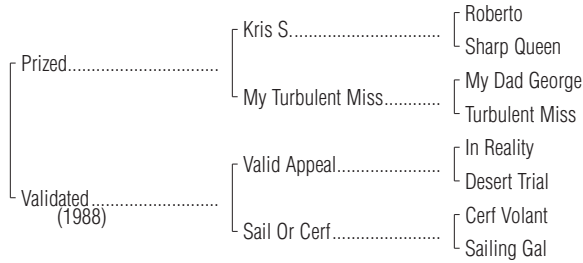 Roberto
Kris S.
Sharp Queen
Prized
My Dad George
My Turbulent Miss
Turbulent Miss
In Reality
Valid Appeal
Desert Trial
Validated
(1988)
Cerf Volant
Sail Or Cerf
Sailing Gal